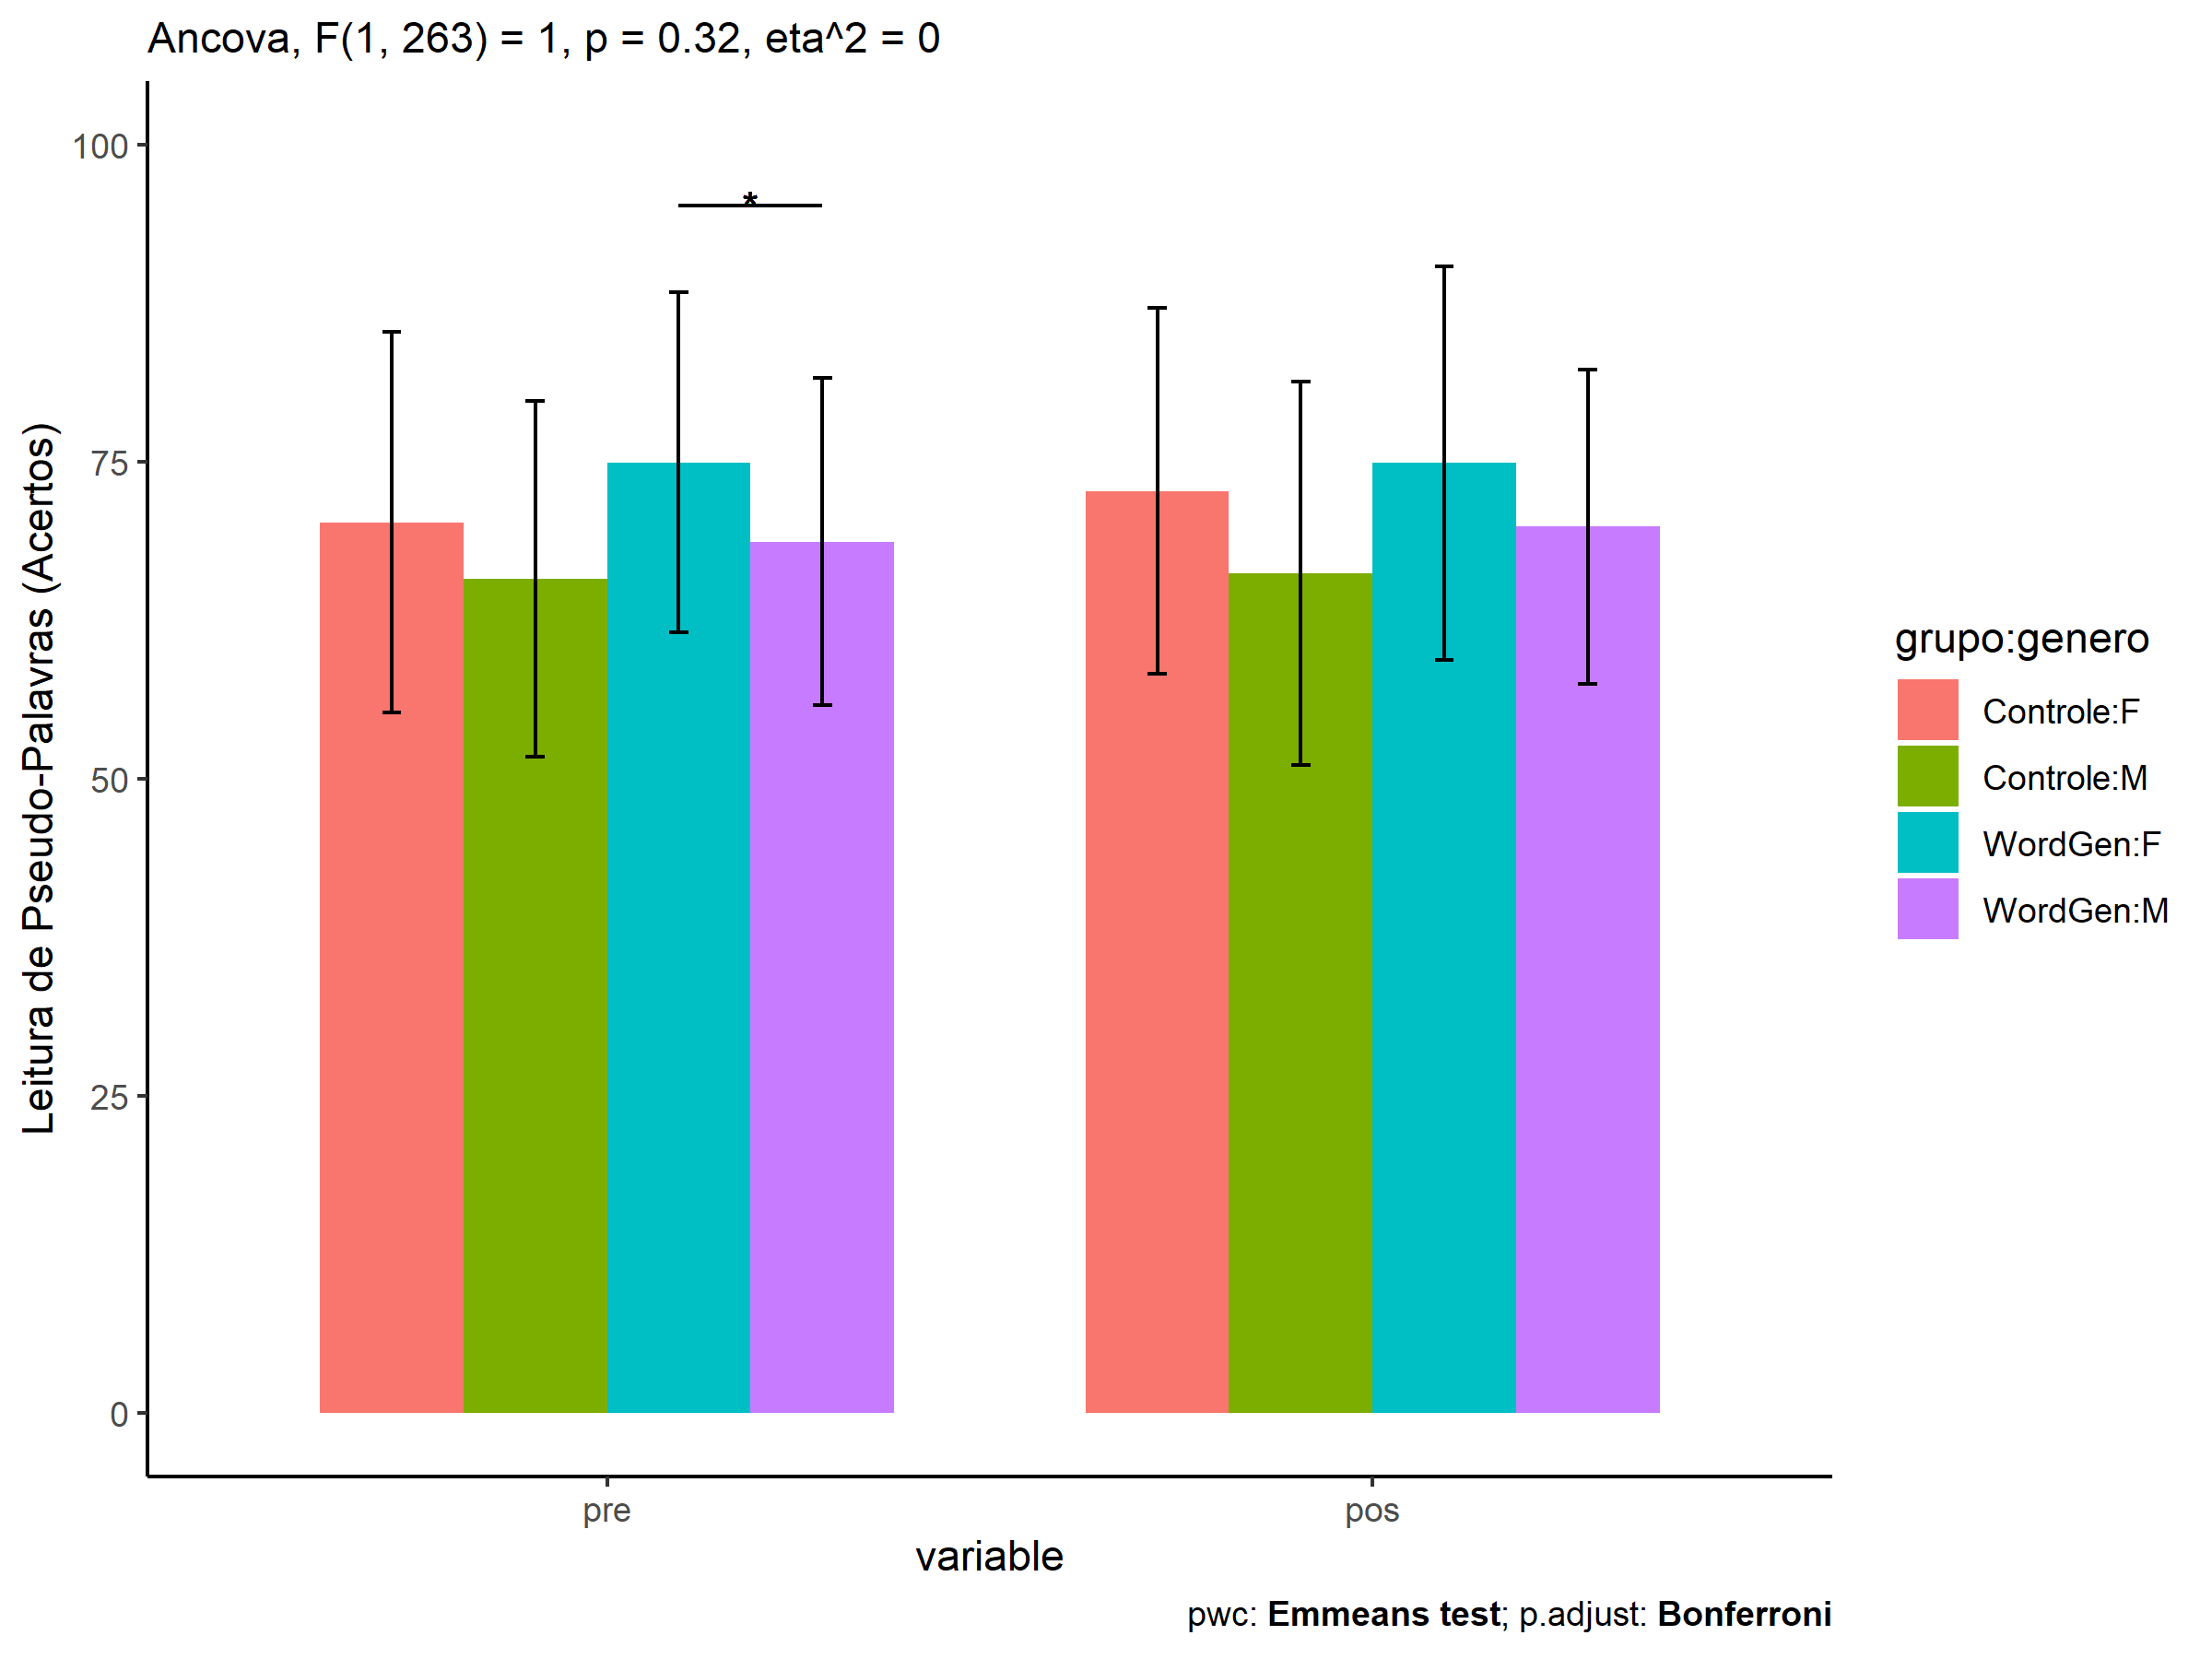 Ancova, F(1, 263) = 1, p = 0.32, eta^2 = 0
Leitura de Pseudo-Palavras (Acertos)
100
75
50
25
0
*
pre
pos
variable
grupo:genero
Controle:F
Controle:M
WordGen:F
WordGen:M
pwc: Emmeans test; p.adjust: Bonferroni